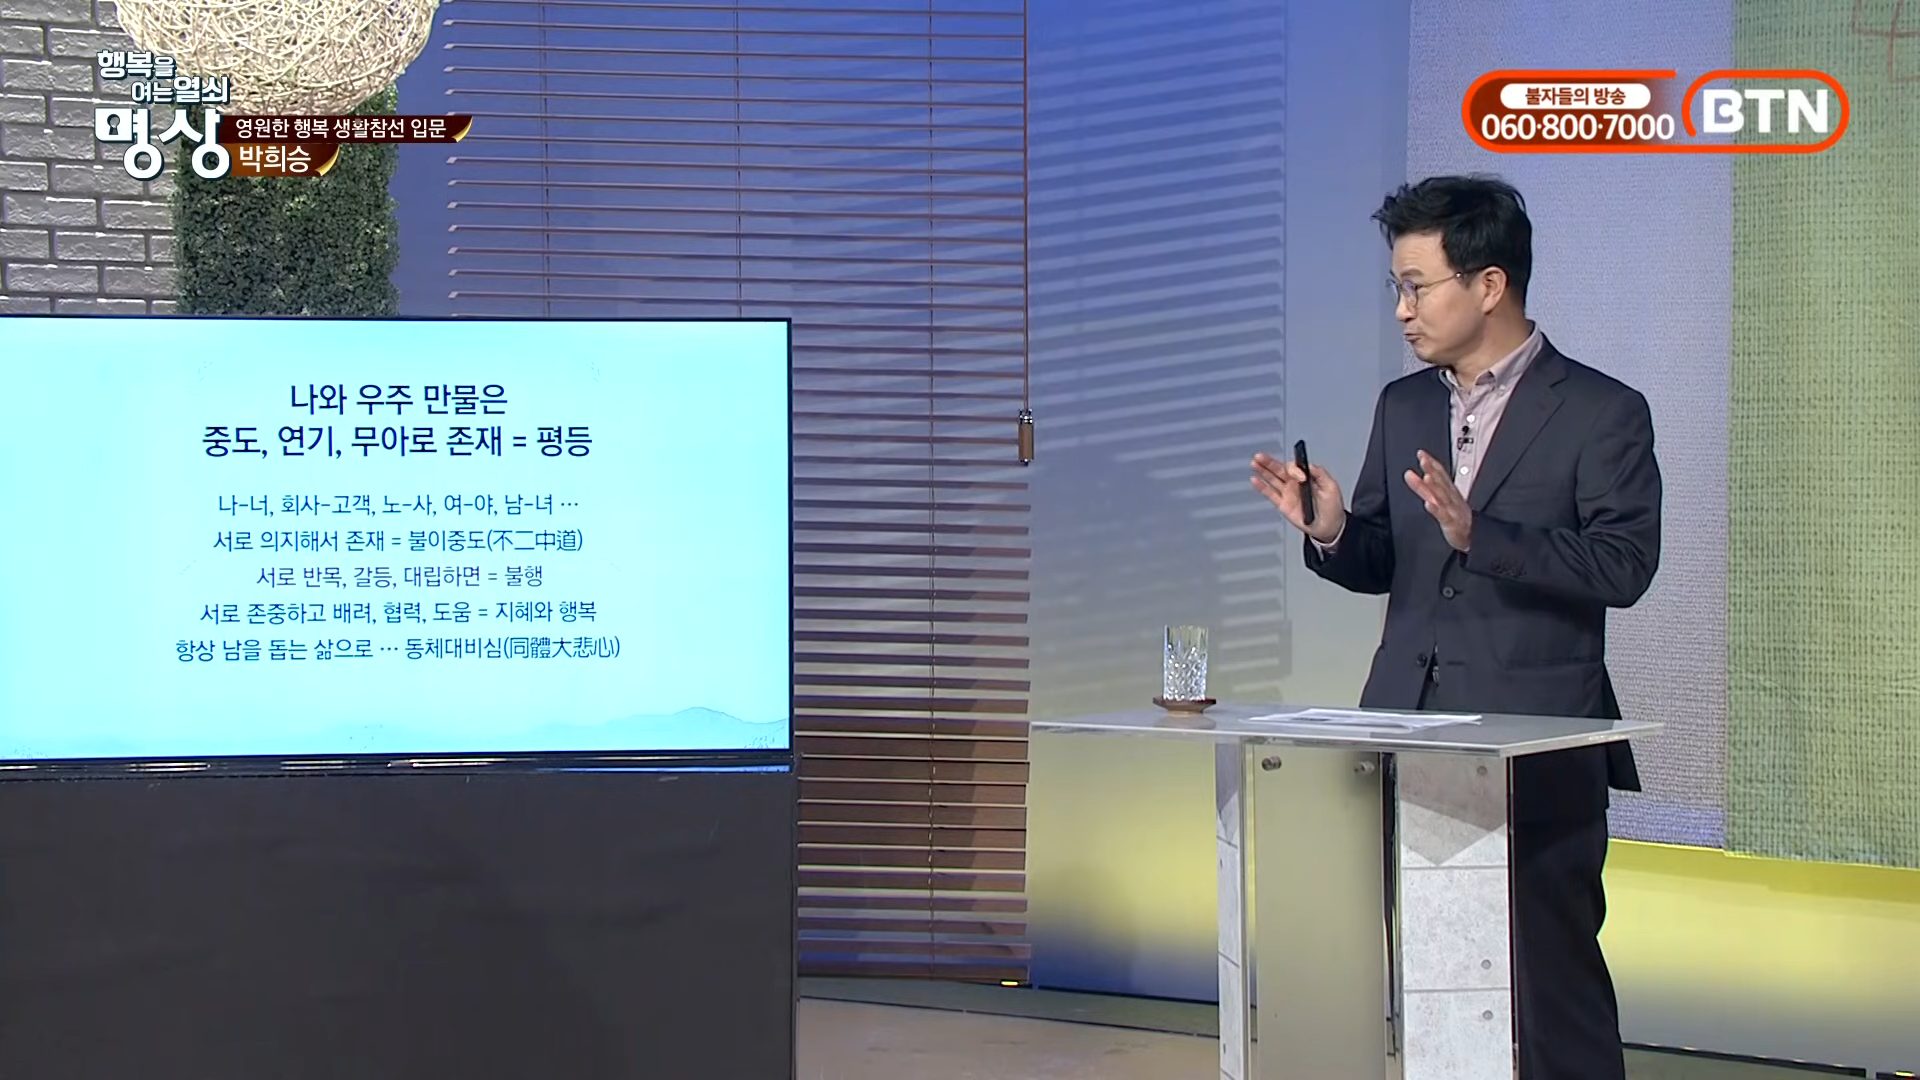 행복을
여는열쇠
명상
영원한 행복 생활참선 입문
박희승
불자들의 방송
060·800·7000
BTN
나와 우주 만물은
중도, 연기, 무아로 존재 = 평등
나-너, 회사-고객, 노-사, 여-야, 남-녀 …
서로 의지해서 존재 = 불이중도(不二中道)
서로 반목, 갈등, 대립하면 = 불행
서로 존중하고 배려, 협력, 도움 = 지혜와 행복
항상 남을 돕는 삶으로 … 동체대비심(同體大悲心)